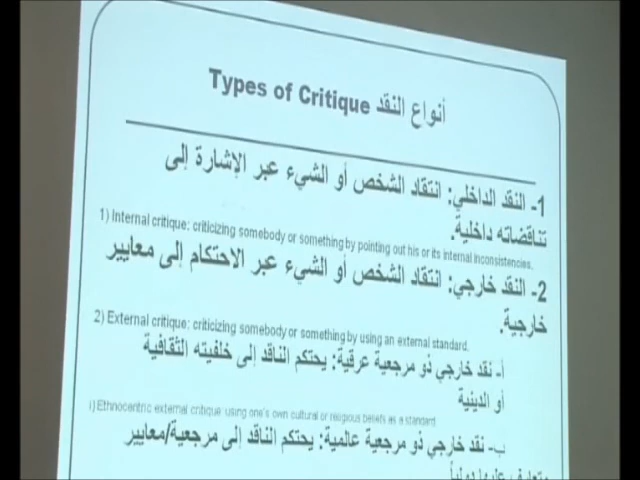 Types of Critique أنواع النقد
1- النقد الداخلي: انتقاد الشخص أو الشيء عبر الإشارة إلى
تناقضاته داخلية.
1) Internal critique: criticizing somebody or something by pointing out his or its internal inconsistencies.
2- النقد خارجي: انتقاد الشخص أو الشيء عبر الاحتكام إلى معايير
خارجية.
2) External critique: criticizing somebody or something by using an external standard.
أ- نقد خارجي ذو مرجعية عرقية: يحتكم الناقد إلى خلفيته الثقافية
أو الدينية
i) Ethnocentric external critique: using one's own cultural or religious beliefs as a standard
ب- نقد خارجي ذو مرجعية عالمية: يحتكم الناقد إلى مرجعية/معايير
متعارف عليها دولياً